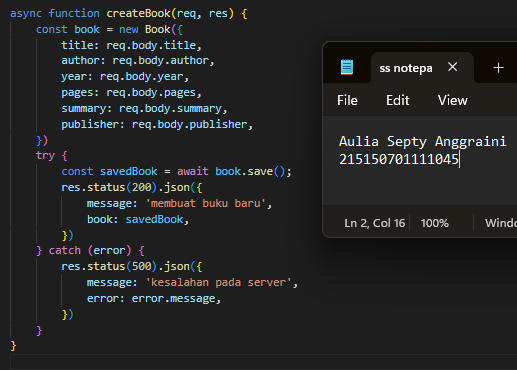 async function createBook(req, res) {
    const book = new Book({
        title: req.body.title,
        author: req.body.author,
        year: req.body.year,
        pages: req.body.pages,
        summary: req.body.summary,
        publisher: req.body.publisher,
    })
    try {
        const savedBook = await book.save();
        res.status(200).json({
            message: 'membuat buku baru',
            book: savedBook,
        })
    } catch (error) {
        res.status(500).json({
            message: 'kesalahan pada server',
            error: error.message,
        })
    }
}
ss notepa
File Edit View
Aulia Septy Anggraini
215150701111045
Ln 2, Col 16 100% Windo